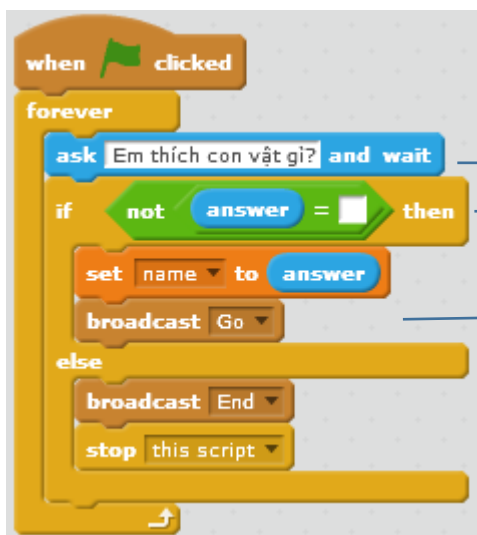 when clicked
forever
ask Em thích con vật gì? and wait
if not answer = then
set name to answer
broadcast Go
else
broadcast End
stop this script